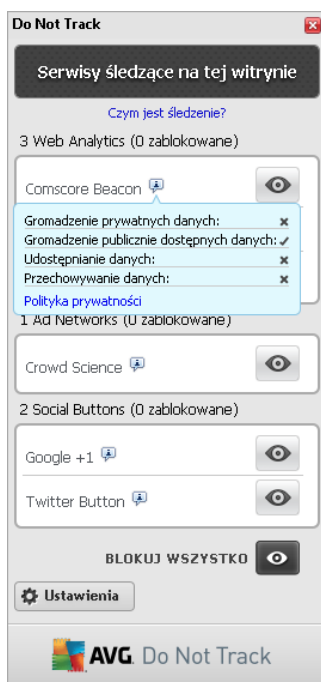 Do Not Track
Serwisy śledzące na tej witrynie
Czym jest śledzenie?
3 Web Analytics (0 zablokowane)
Comscore Beacon
Gromadzenie prywatnych danych:
Gromadzenie publicznie dostępnych danych:
Udostępnianie danych:
Przechowywanie danych:
Polityka prywatności
1 Ad Networks (0 zablokowane)
Crowd Science
2 Social Buttons (0 zablokowane)
Google +1
Twitter Button
BLOKUJ WSZYSTKO
Ustawienia
AVG. Do Not Track